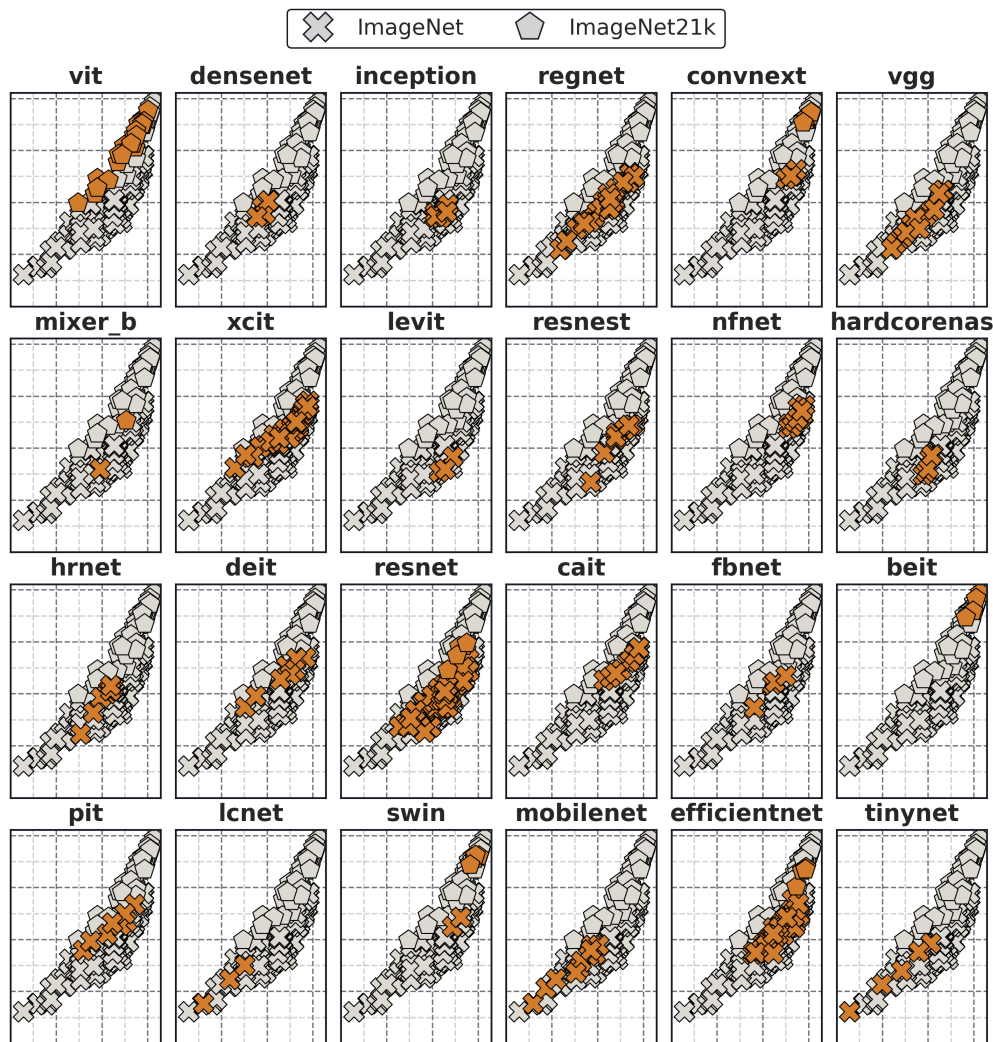 ImageNet ImageNet21k
vit densenet inception regnet convnext vgg
mixer_b xcit levit resnest nfnet hardcorenas
hrnet deit resnet cait fbnet beit
pit lcnet swin mobilenet efficientnet tinynet